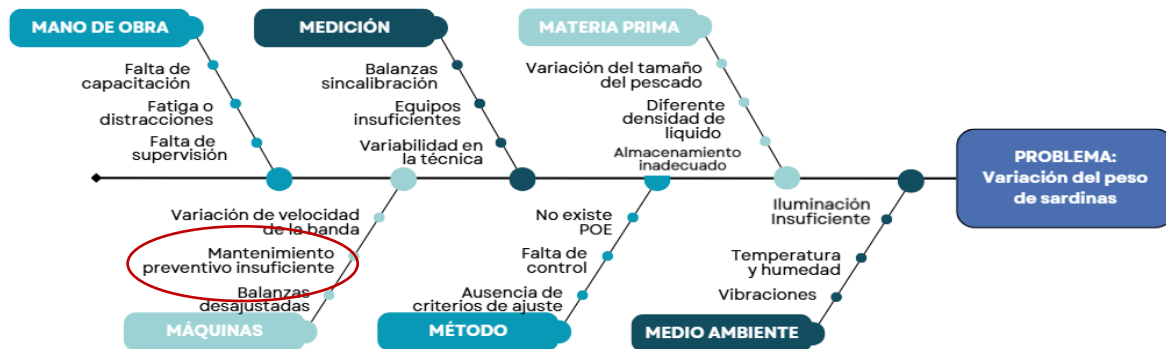 MANO DE OBRA
MEDICIÓN
MATERIA PRIMA
Falta de
capacitación
Fatiga o
distracciones
Falta de
supervisión
Balanzas
sincalibración
Equipos
insuficientes
Variabilidad en
la técnica
Variación del tamaño
del pescado
Diferente
densidad de
líquido
Almacenamiento
inadecuado
PROBLEMA:
Variación del peso
de sardinas
Variación de velocidad
de la banda
Mantenimiento
preventivo insuficiente
Balanzas
desajustadas
No existe
POE
Falta de
control
Ausencia de
criterios de ajuste
Iluminación
Insuficiente
Temperatura
y humedad
Vibraciones
MÁQUINAS
MÉTODO
MEDIO AMBIENTE